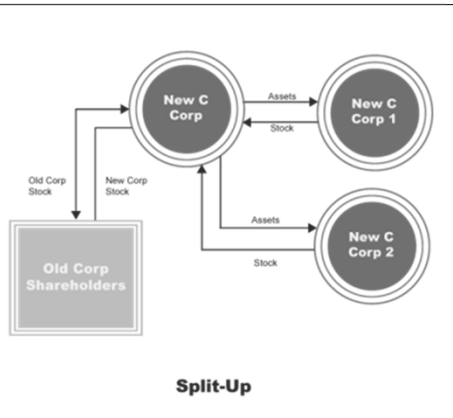 New C
Corp
Assets
New C
Corp 1
Stock
Old Corp
Stock
New Corp
Stock
Assets
New C
Corp 2
Stock
Old Corp
Shareholders
Split-Up